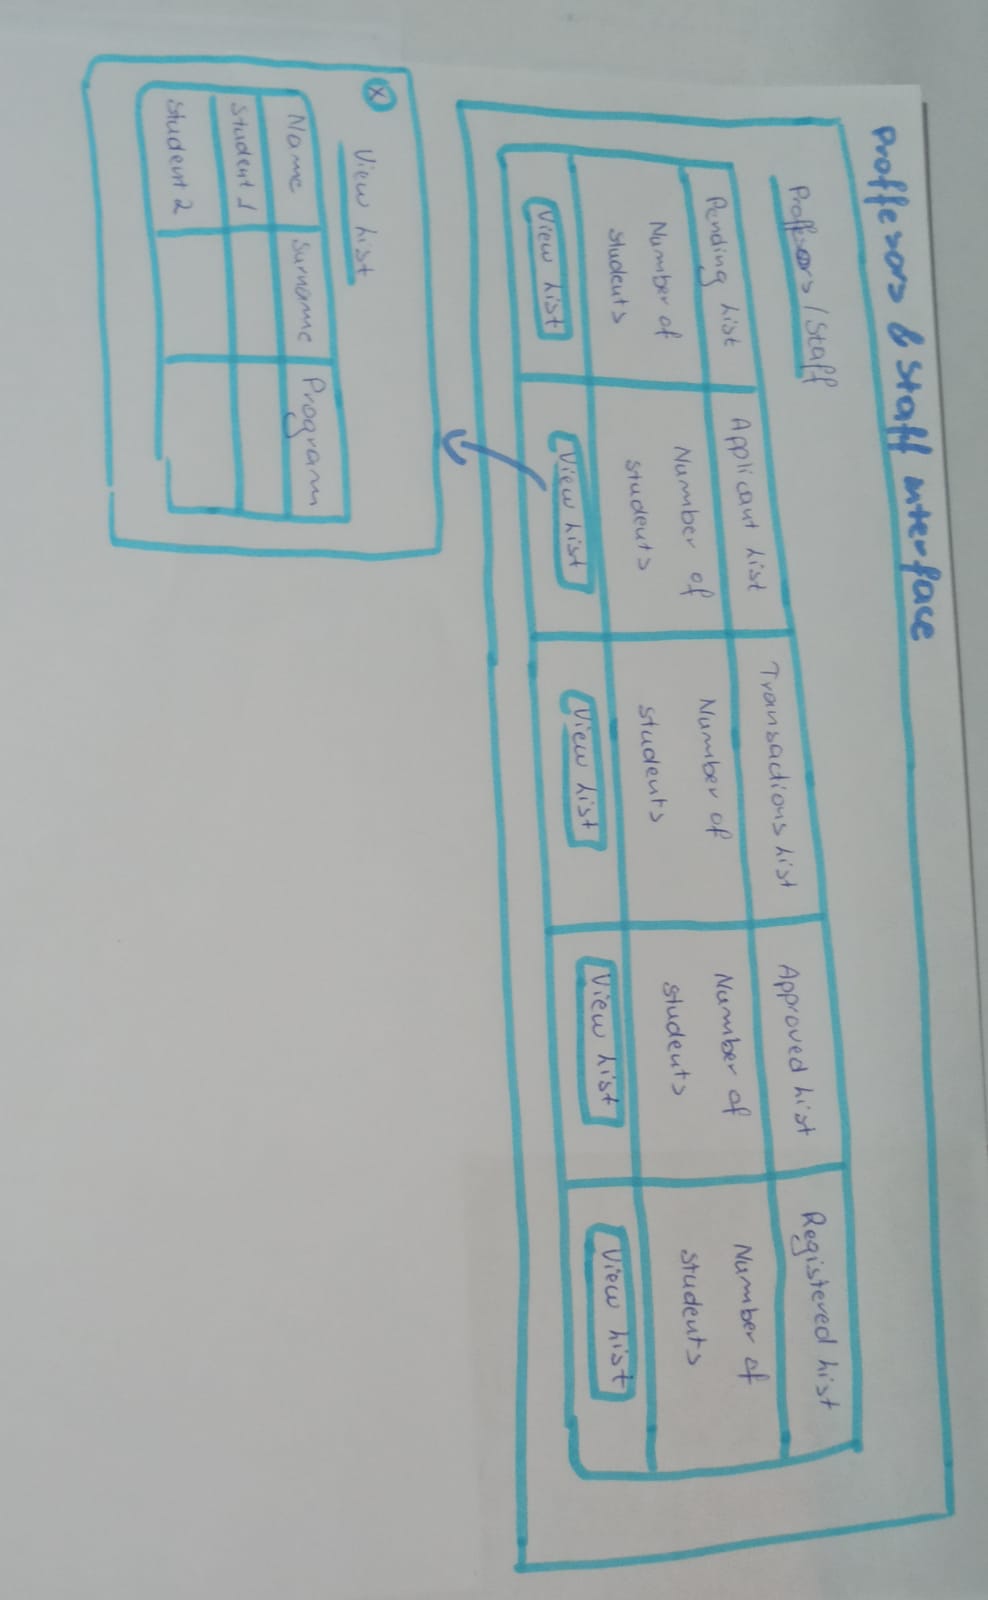 Proffesors & Staff interface
Proffesors / Staff
Pending list
Applicant list
Transactions list
Approved list
Registered list
Number of
students
Number of
students
Number of
students
Number of
students
Number of
students
View list
View list
View list
View list
View list
X
View list
Name
Surname
Program
Student 1
Student 2